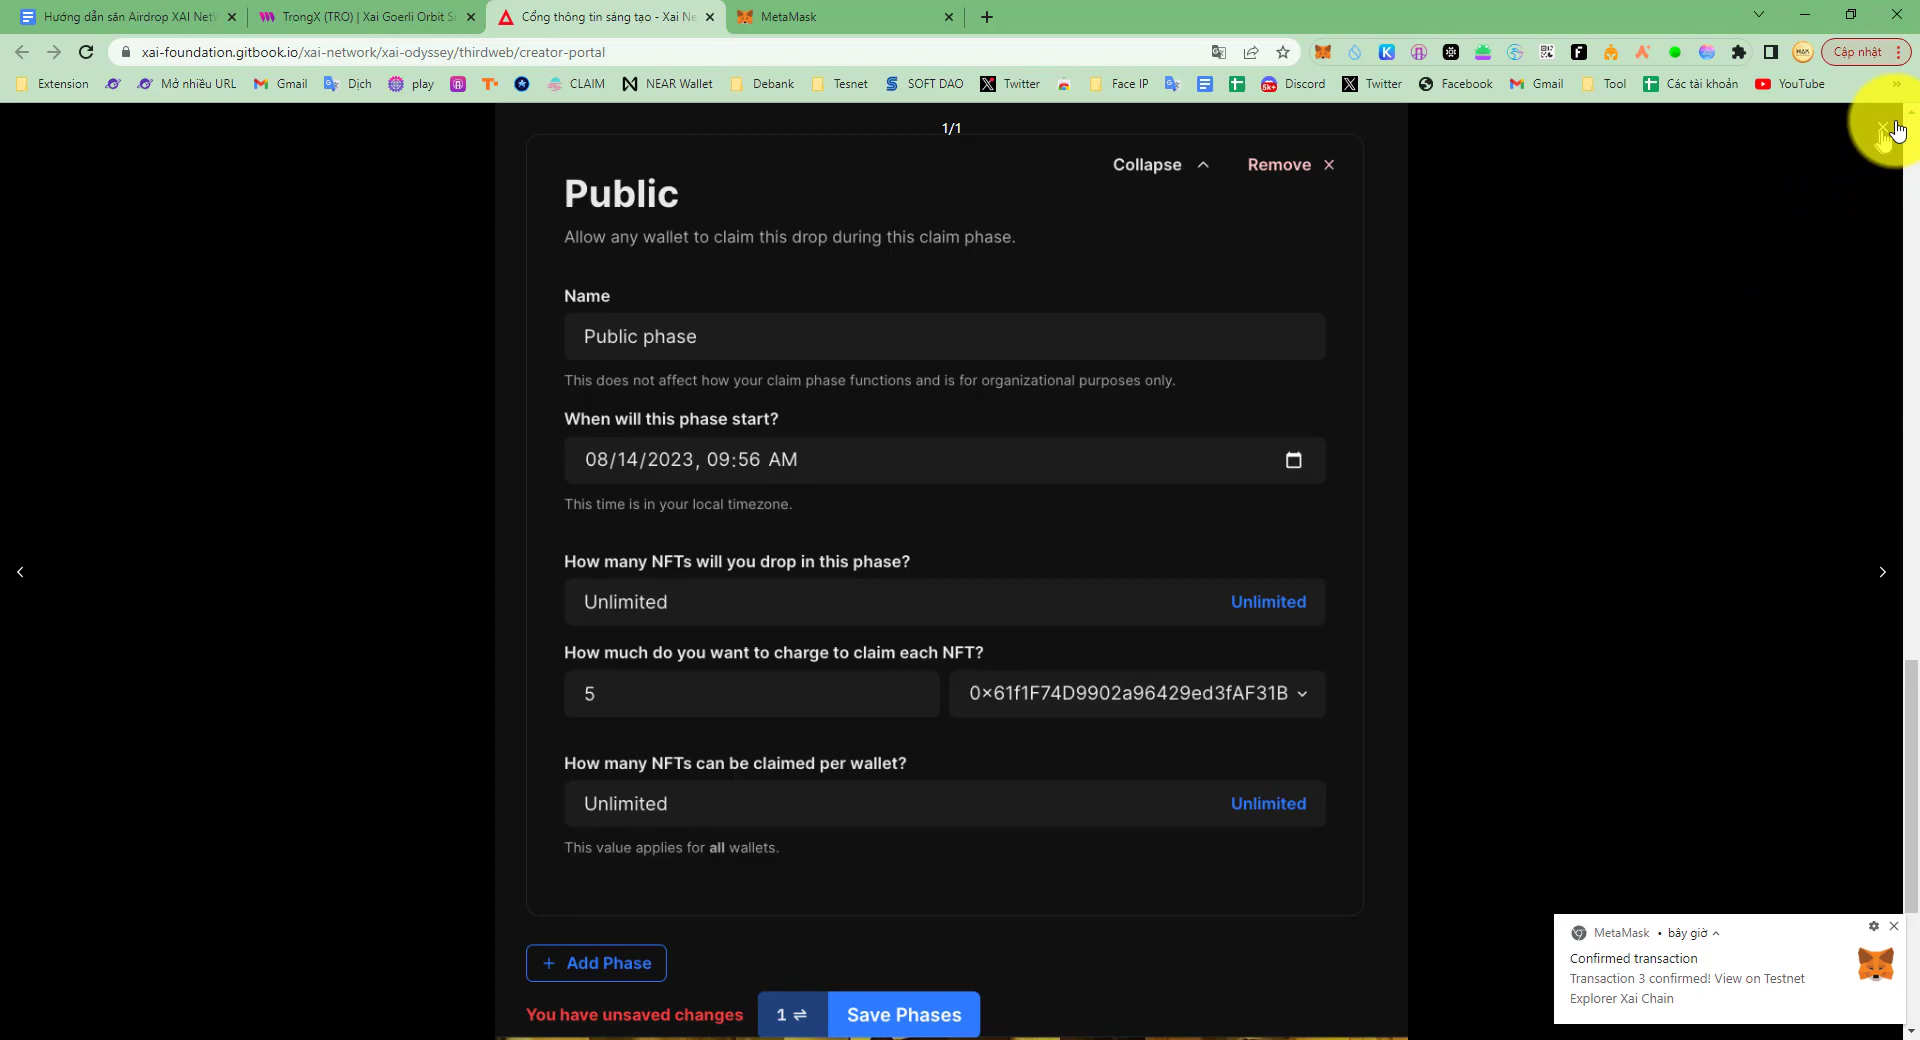 Hướng dẫn săn Airdrop XAI Net
TrongX (TRO) | Xai Goerli Orbit S
Cổng thông tin sáng tạo - Xai Ne
MetaMask
xai-foundation.gitbook.io/xai-network/xai-odyssey/thirdweb/creator-portal
Cập nhật
Extension
Mở nhiều URL
Gmail
Dịch
play
CLAIM
NEAR Wallet
Debank
Tesnet
SOFT DAO
Twitter
Face IP
Discord
Twitter
Facebook
Gmail
Tool
Các tài khoản
YouTube
1/1
Collapse
Remove
Public
Allow any wallet to claim this drop during this claim phase.
Name
Public phase
This does not affect how your claim phase functions and is for organizational purposes only.
When will this phase start?
08/14/2023, 09:56 AM
This time is in your local timezone.
How many NFTs will you drop in this phase?
Unlimited
Unlimited
How much do you want to charge to claim each NFT?
5
0x61f1F74D9902a96429ed3fAF31B
How many NFTs can be claimed per wallet?
Unlimited
Unlimited
This value applies for all wallets.
+ Add Phase
You have unsaved changes
1
Save Phases
MetaMask • bây giờ
Confirmed transaction
Transaction 3 confirmed! View on Testnet
Explorer Xai Chain